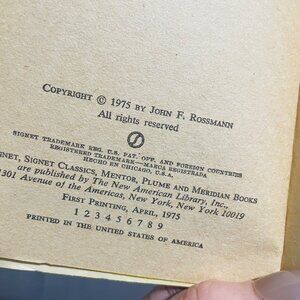 COPYRIGHT © 1975 BY JOHN F. ROSSMANN
All rights reserved
SIGNET TRADEMARK REG. U.S. PAT. OFF. AND FOREIGN COUNTRIES
REGISTERED TRADEMARK—MARCA REGISTRADA
HECHO EN CHICAGO, U.S.A.
SIGNET CLASSICS, MENTOR, PLUME AND MERIDIAN BOOKS
are published by The New American Library, Inc.,
1301 Avenue of the Americas, New York, New York 10019
FIRST PRINTING, APRIL, 1975
1 2 3 4 5 6 7 8 9
PRINTED IN THE UNITED STATES OF AMERICA